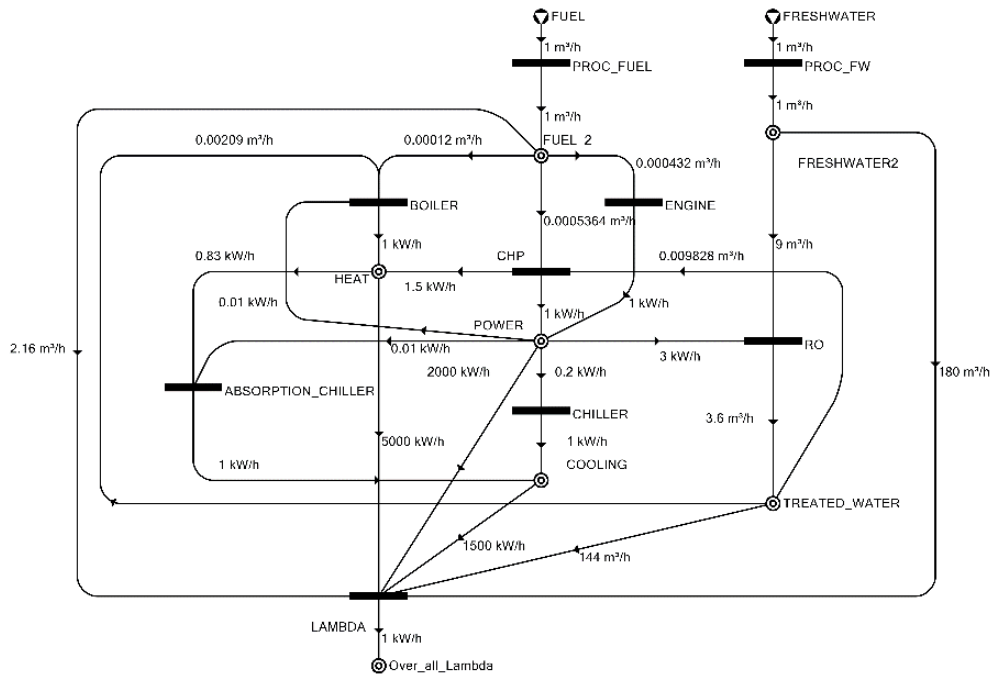 FUEL
FRESHWATER
1 m³/h
1 m³/h
PROC_FUEL
PROC_FW
1 m³/h
1 m³/h
0.00209 m³/h
0.00012 m³/h
FUEL_2
0.000432 m³/h
FRESHWATER2
BOILER
ENGINE
0.0005364 m³/h
1 kW/h
9 m³/h
0.83 kW/h
CHP
0.009828 m³/h
HEAT
1.5 kW/h
0.01 kW/h
1 kW/h
1 kW/h
POWER
2.16 m³/h
0.01 kW/h
3 kW/h
RO
2000 kW/h
0.2 kW/h
180 m³/h
ABSORPTION_CHILLER
CHILLER
3.6 m³/h
5000 kW/h
1 kW/h
1 kW/h
COOLING
TREATED_WATER
1500 kW/h
144 m³/h
LAMBDA
1 kW/h
Over_all_Lambda